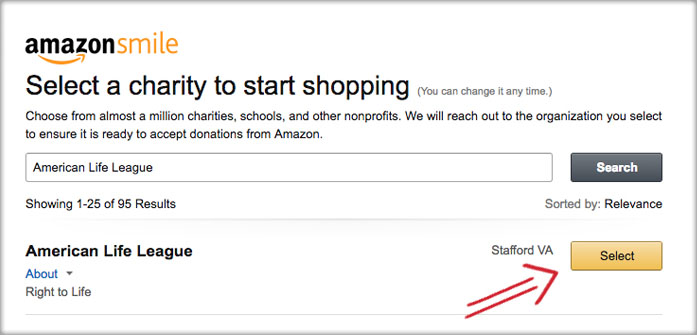 amazonsmile
Select a charity to start shopping (You can change it any time.)
Choose from almost a million charities, schools, and other nonprofits. We will reach out to the organization you select
to ensure it is ready to accept donations from Amazon.
American Life League Search
Showing 1-25 of 95 Results Sorted by: Relevance
American Life League Stafford VA Select
About
Right to Life